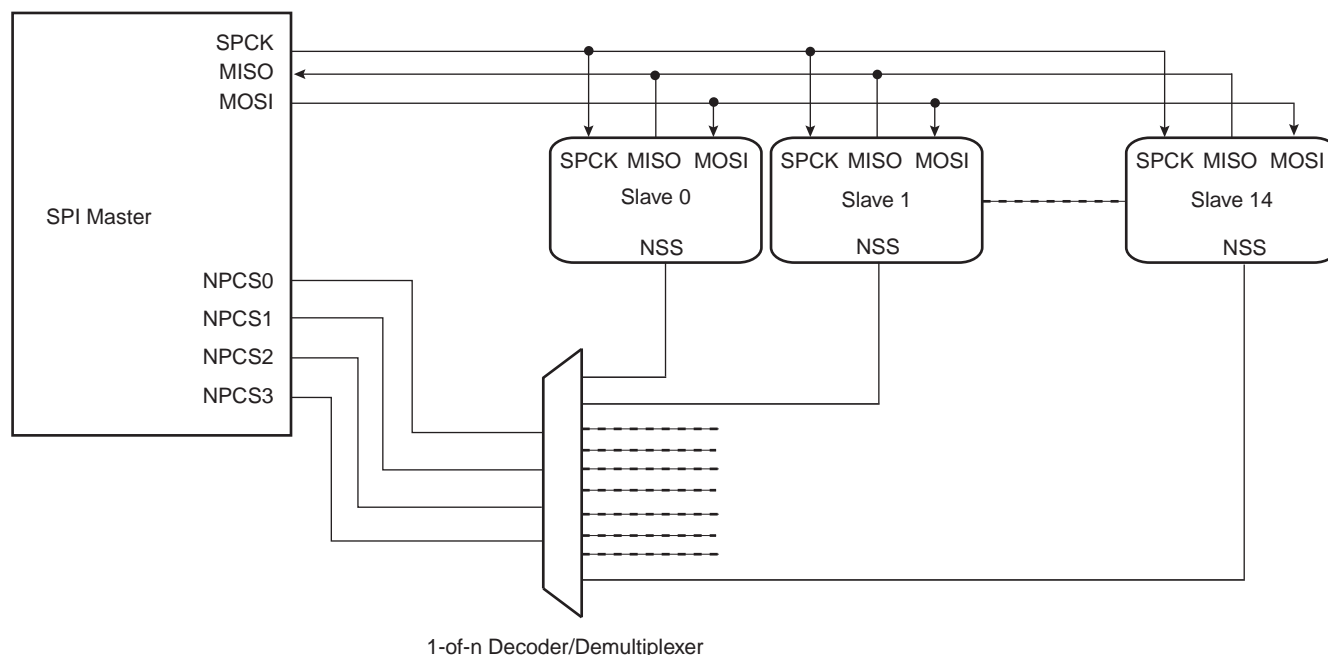 SPI Master
SPCK
MISO
MOSI
NPCS0
NPCS1
NPCS2
NPCS3
SPCK MISO MOSI
Slave 0
NSS
SPCK MISO MOSI
Slave 1
NSS
SPCK MISO MOSI
Slave 14
NSS
1-of-n Decoder/Demultiplexer